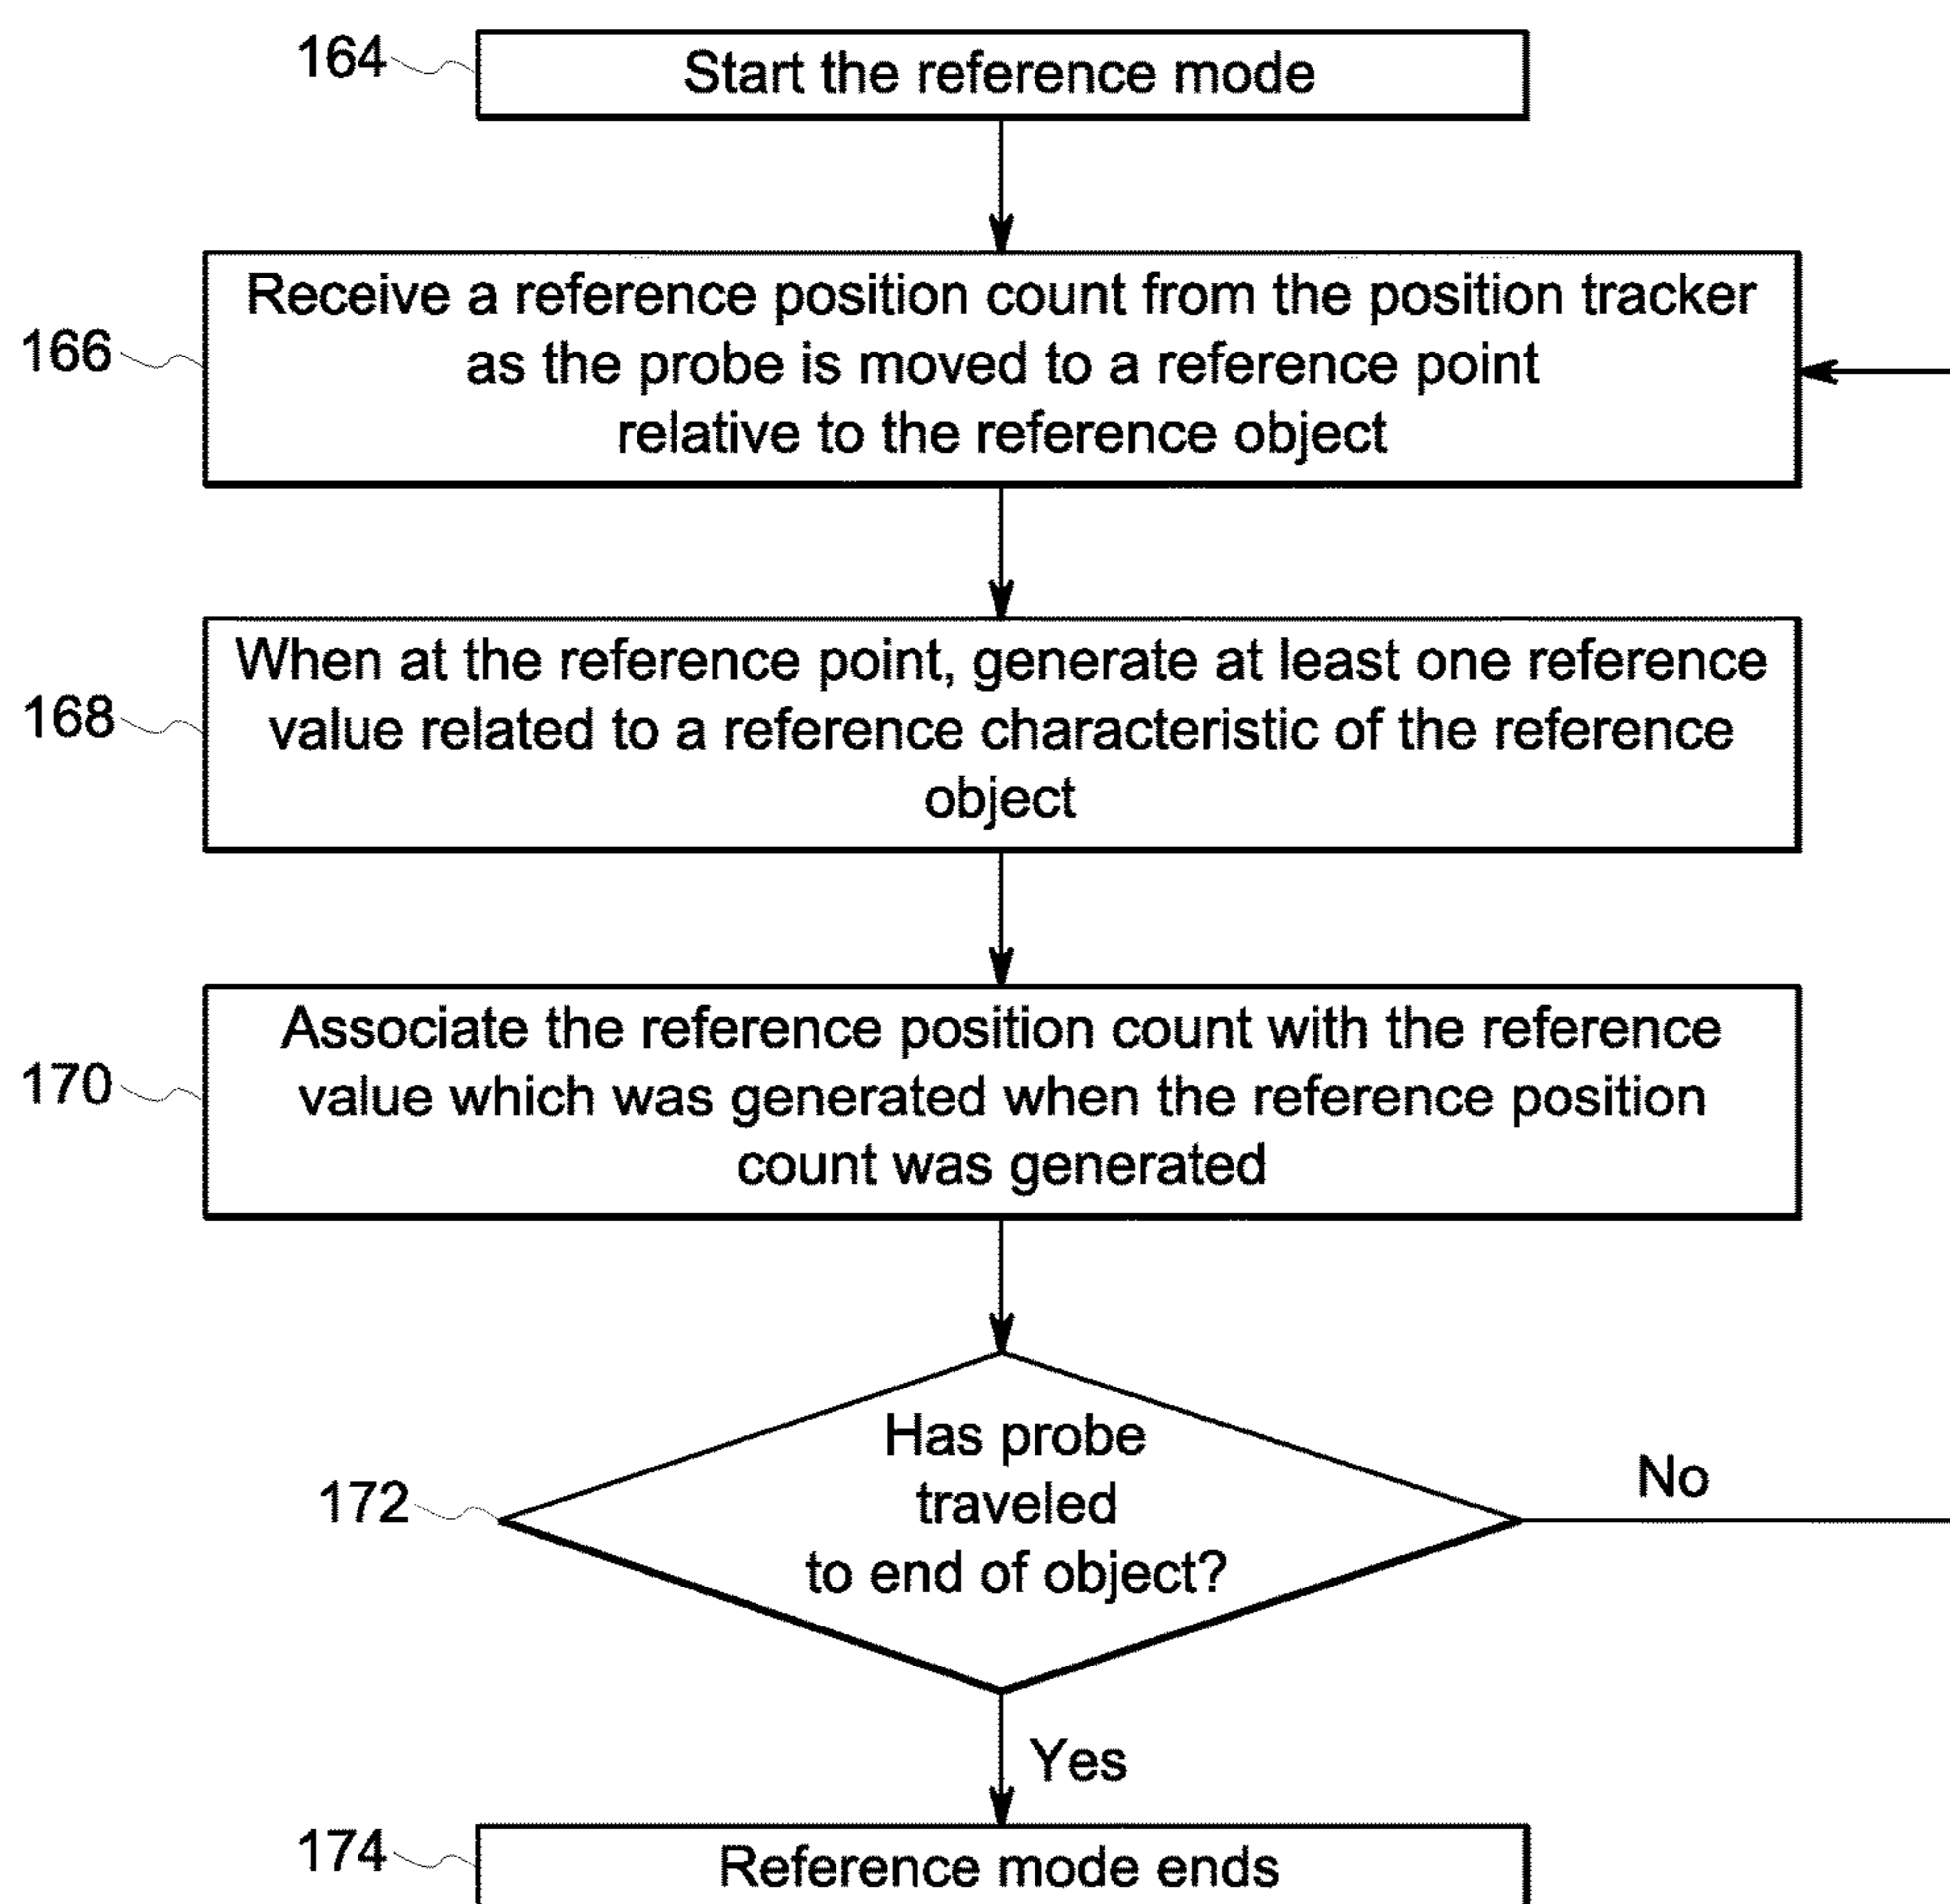 164
Start the reference mode
166
Receive a reference position count from the position tracker
as the probe is moved to a reference point
relative to the reference object
168
When at the reference point, generate at least one reference
value related to a reference characteristic of the reference
object
170
Associate the reference position count with the reference
value which was generated when the reference position
count was generated
172
Has probe
traveled
to end of object?
No
Yes
174
Reference mode ends